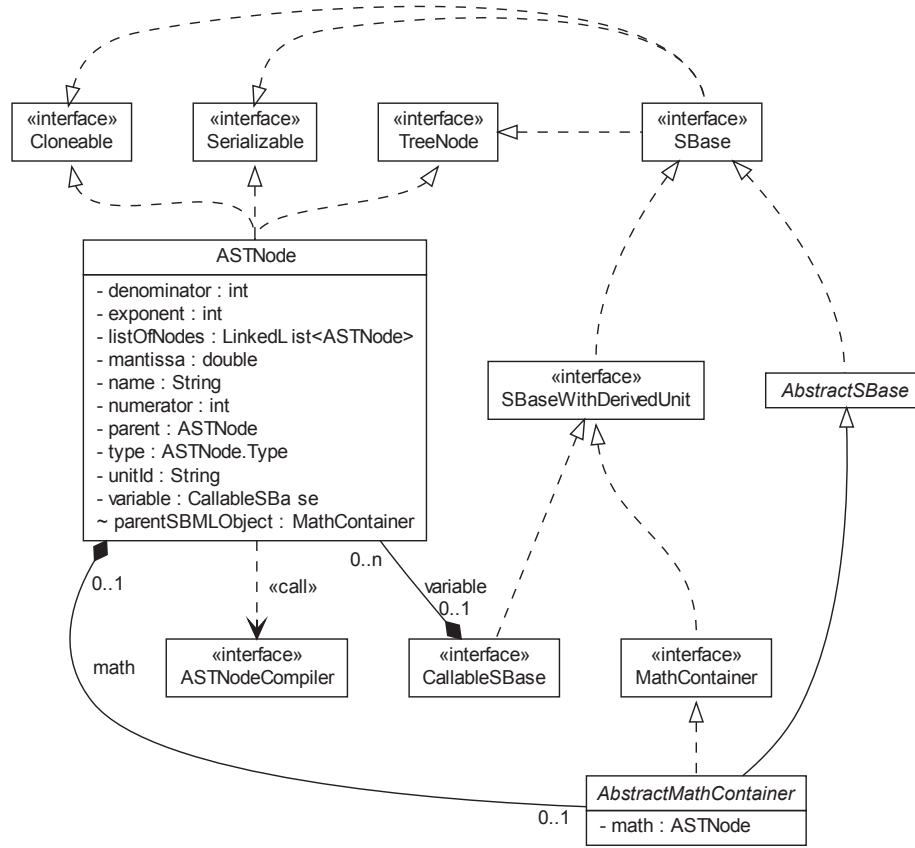 «interface»
Cloneable
«interface»
Serializable
«interface»
TreeNode
«interface»
SBase
ASTNode
- denominator : int
- exponent : int
- listOfNodes : LinkedL ist<ASTNode>
- mantissa : double
- name : String
- numerator : int
- parent : ASTNode
- type : ASTNode.Type
- unitId : String
- variable : CallableSBa se
~ parentSBMLObject : MathContainer
«interface»
SBaseWithDerivedUnit
AbstractSBase
0..1
«call»
0..n
variable
0..1
math
«interface»
ASTNodeCompiler
«interface»
CallableSBase
«interface»
MathContainer
AbstractMathContainer
- math : ASTNode
0..1